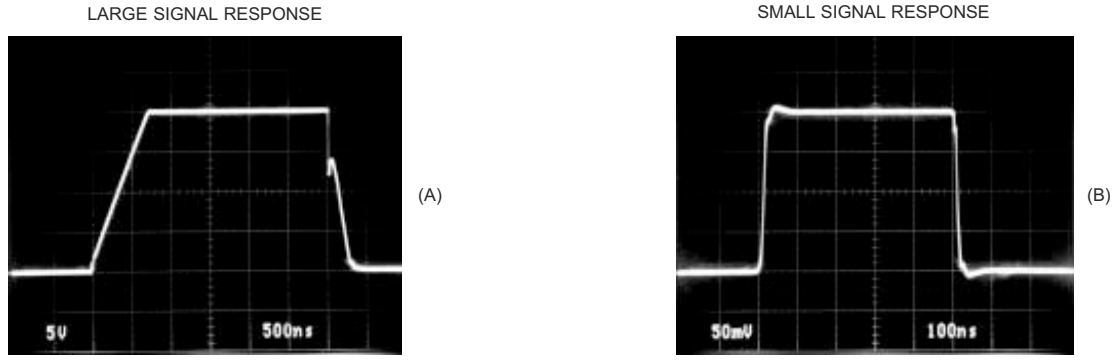 LARGE SIGNAL RESPONSE
5V
500ns
(A)
SMALL SIGNAL RESPONSE
50mV
100ns
(B)